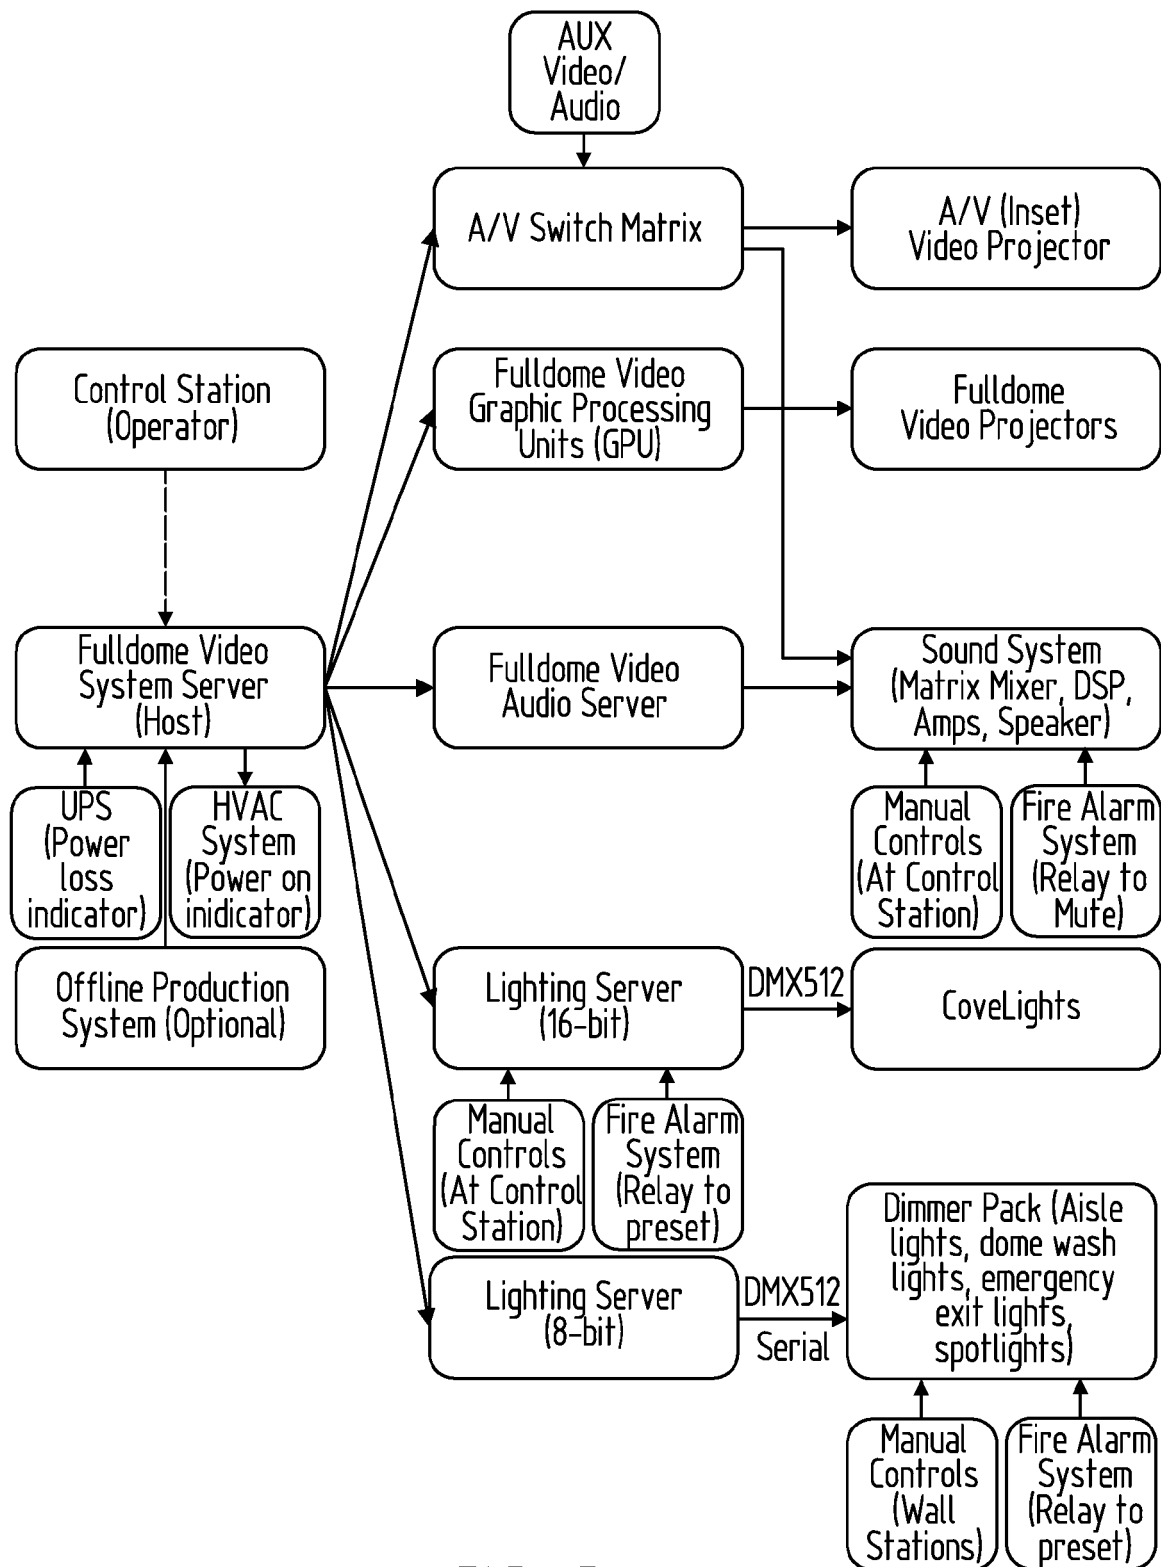 AUX
Video/
Audio
A/V Switch Matrix
A/V (Inset)
Video Projector
Control Station
(Operator)
Fulldome Video
Graphic Processing
Units (GPU)
Fulldome
Video Projectors
Fulldome Video
System Server
(Host)
Fulldome Video
Audio Server
Sound System
(Matrix Mixer, DSP,
Amps, Speaker)
UPS
(Power
loss
indicator)
HVAC
System
(Power on
inidicator)
Manual
Controls
(At Control
Station)
Fire Alarm
System
(Relay to
Mute)
Offline Production
System (Optional)
Lighting Server
(16-bit)
DMX512
CoveLights
Manual
Controls
(At Control
Station)
Fire Alarm
System
(Relay to
preset)
Lighting Server
(8-bit)
DMX512
Serial
Dimmer Pack (Aisle
lights, dome wash
lights, emergency
exit lights,
spotlights)
Manual
Controls
(Wall
Stations)
Fire Alarm
System
(Relay to
preset)